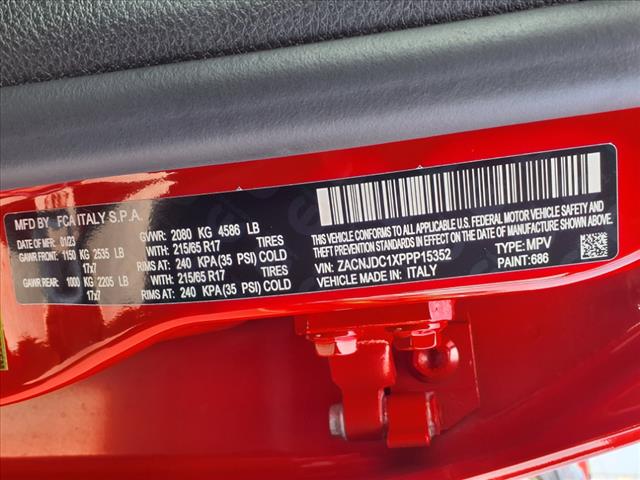 MFD BY FCA ITALY S.P.A.
DATE OF MFR 01/23 GVWR: 2080 KG 4586 LB
GAWR FRONT: 1150 KG 2535 LB WITH: 215/65 R17 TIRES
17x7 RIMS AT: 240 KPA(35 PSI) COLD
GAWR REAR: 1000 KG 2205 LB WITH: 215/65 R17 TIRES
17x7 RIMS AT: 240 KPA(35 PSI) COLD
THIS VEHICLE CONFORMS TO ALL APPLICABLE
U.S. FEDERAL MOTOR VEHICLE SAFETY AND
THEFT PREVENTION STANDARDS IN EFFECT ON THE
DATE OF MANUFACTURE SHOWN ABOVE.
VIN: ZACNJDC1XPPP15352 TYPE: MPV
VEHICLE MADE IN: ITALY PAINT: 686